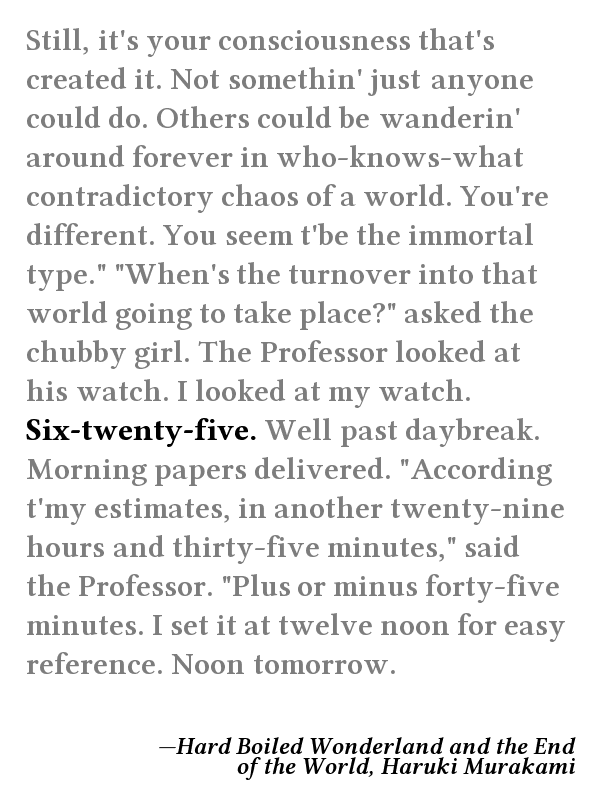 Still, it's your consciousness that's
created it. Not somethin' just anyone
could do. Others could be wanderin'
around forever in who-knows-what
contradictory chaos of a world. You're
different. You seem t'be the immortal
type." "When's the turnover into that
world going to take place?" asked the
chubby girl. The Professor looked at
his watch. I looked at my watch.
Six-twenty-five. Well past daybreak.
Morning papers delivered. "According
t'my estimates, in another twenty-nine
hours and thirty-five minutes," said
the Professor. "Plus or minus forty-five
minutes. I set it at twelve noon for easy
reference. Noon tomorrow.
—Hard Boiled Wonderland and the End
of the World, Haruki Murakami